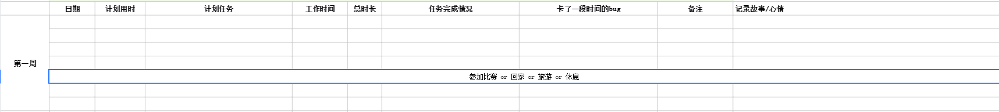 日期 计划用时 计划任务 工作时间 总时长 任务完成情况 卡了一段时间的bug 备注 记录故事/心情
第一周
参加比赛 or 回家 or 旅游 or 休息